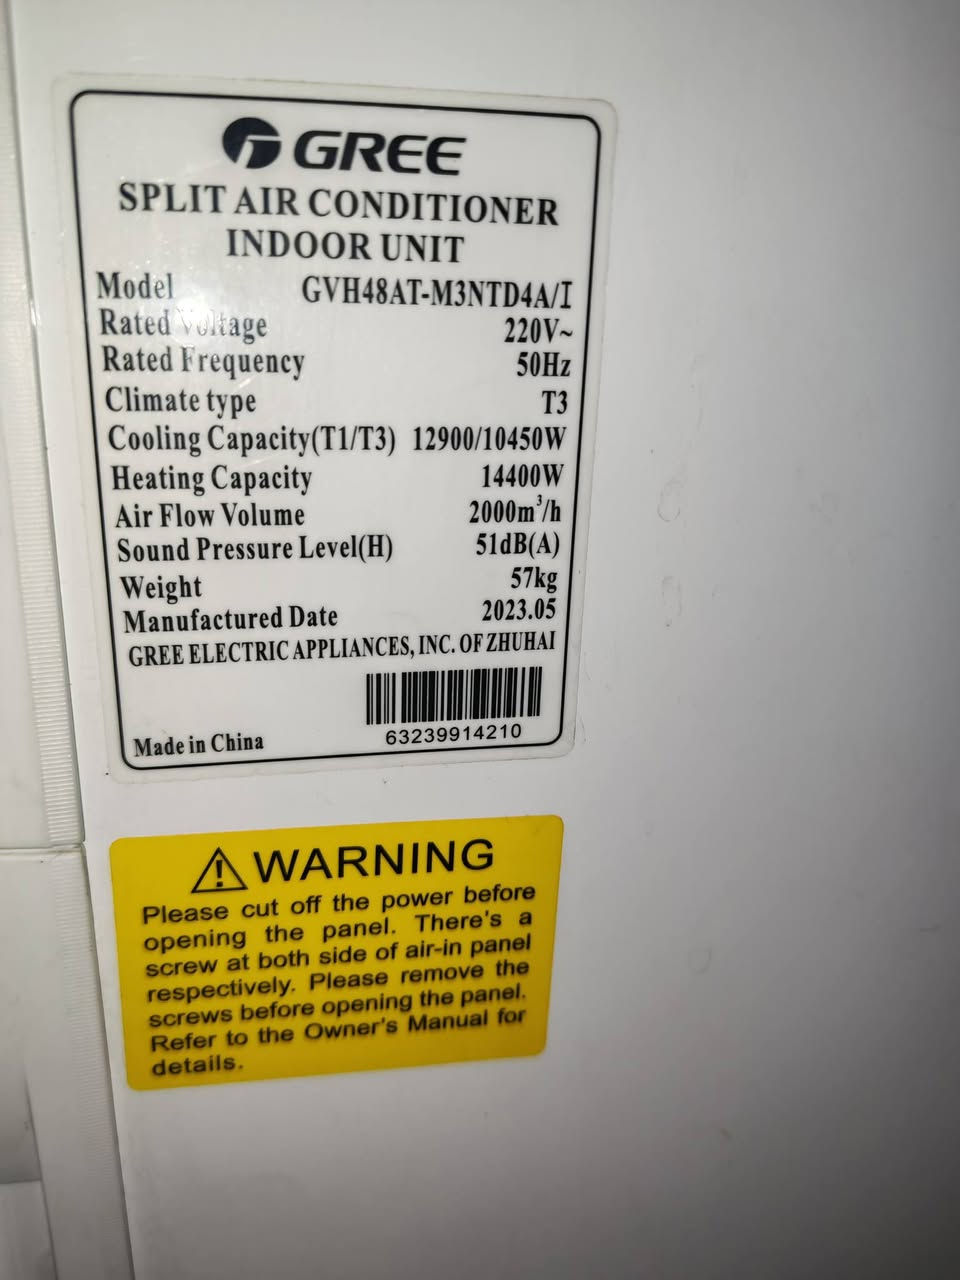 GREE
SPLIT AIR CONDITIONER
INDOOR UNIT
Model GVH48AT-M3NTD4A/I
Rated Voltage 220V~
Rated Frequency 50Hz
Climate type T3
Cooling Capacity(T1/T3) 12900/10450W
Heating Capacity 14400W
Air Flow Volume 2000m³/h
Sound Pressure Level(H) 51dB(A)
Weight 57kg
Manufactured Date 2023.05
GREE ELECTRIC APPLIANCES, INC. OF ZHUHAI
Made in China 63239914210
WARNING
Please cut off the power before
opening the panel. There's a
screw at both side of air-in panel
respectively. Please remove the
screws before opening the panel.
Refer to the Owner's Manual for
details.